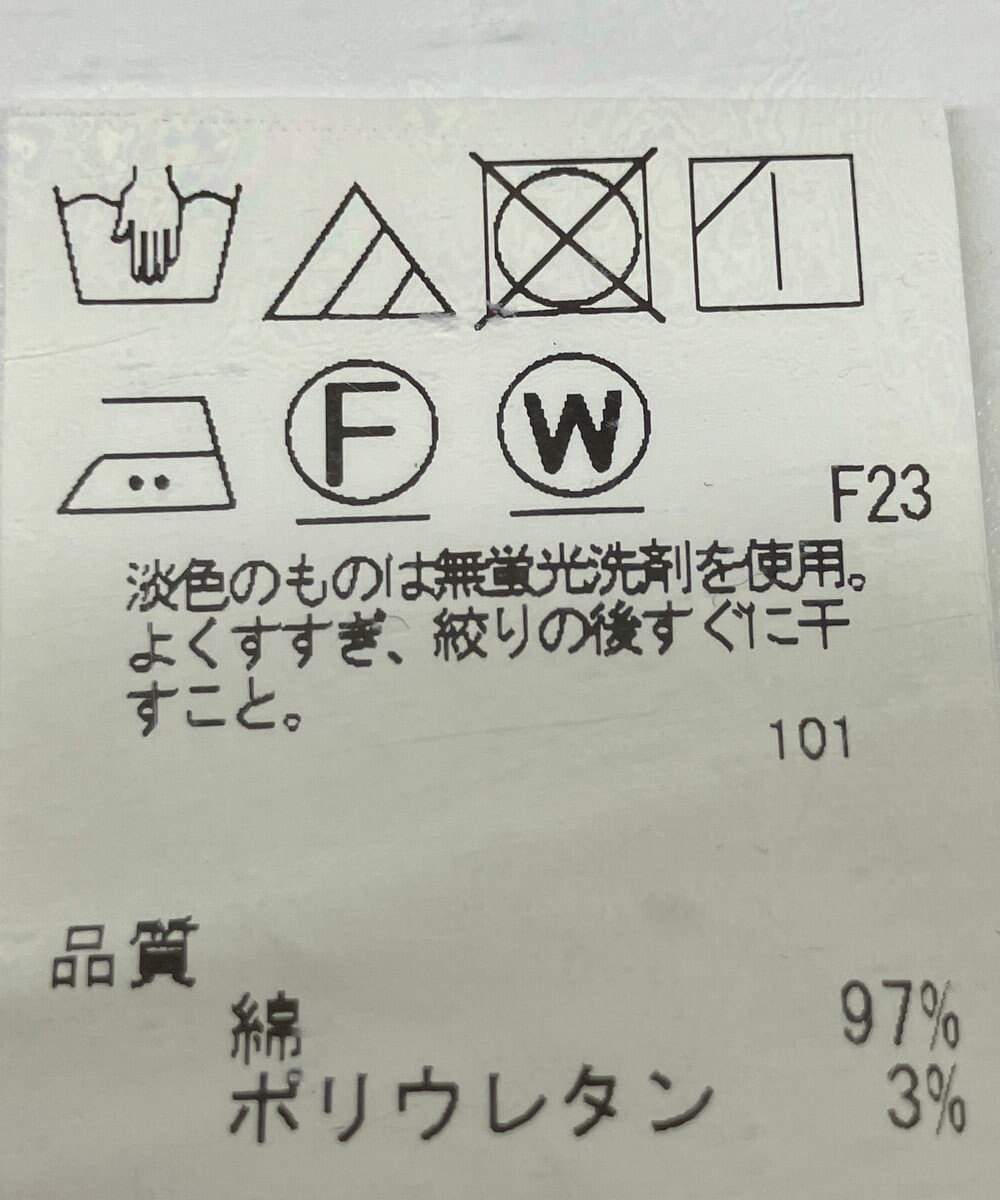 F
W
F23
淡色のものは無蛍光洗剤を使用。
よくすすぎ、絞りの後すぐに干
すこと。
101
品質
綿 97%
ポリウレタン 3%